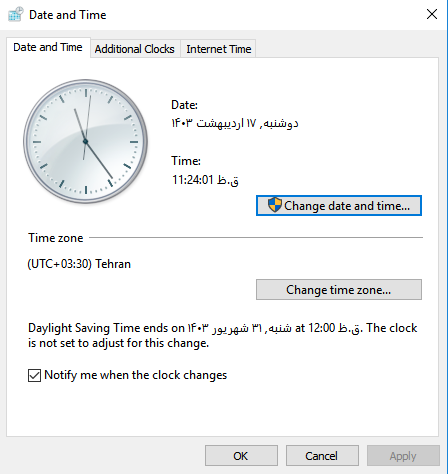 Date and Time
Date and Time
Additional Clocks
Internet Time
Date:
دوشنبه, ۱۷ اردیبهشت ۱۴۰۳
Time:
11:24:01 ق.ظ
Change date and time...
Time zone
(UTC+03:30) Tehran
Change time zone...
Daylight Saving Time ends on شنبه, ۳۱ شهریور ۱۴۰۳ at 12:00 ق.ظ. The clock
is not set to adjust for this change.
Notify me when the clock changes
OK
Cancel
Apply